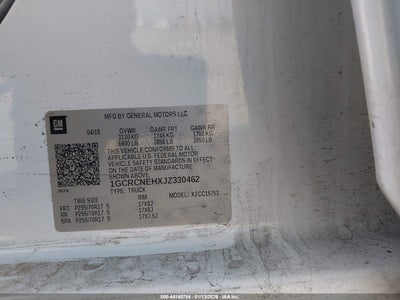 GM
MFD BY GENERAL MOTORS LLC
04/18 GVWR GAWR FRT GAWR RR
3130 KG 1746 KG 1792 KG
6900 LB 3850 LB 3950 LB
THIS VEHICLE CONFORMS TO ALL
APPLICABLE U.S. FEDERAL MOTOR
VEHICLE SAFETY STANDARDS IN EFFECT
ON THE DATE OF MANUFACTURE
SHOWN ABOVE.
1GCRCNEHXJZ330462
TYPE: TRUCK MODEL: X2CC15753
TIRE SIZE RIM
FRT P255/70R17 S 17X8J
RR P255/70R17 S 17X8J
SPA P255/70R17 S 17X7.5J
500-44140784 | 01/13/2026 | IAA Inc.